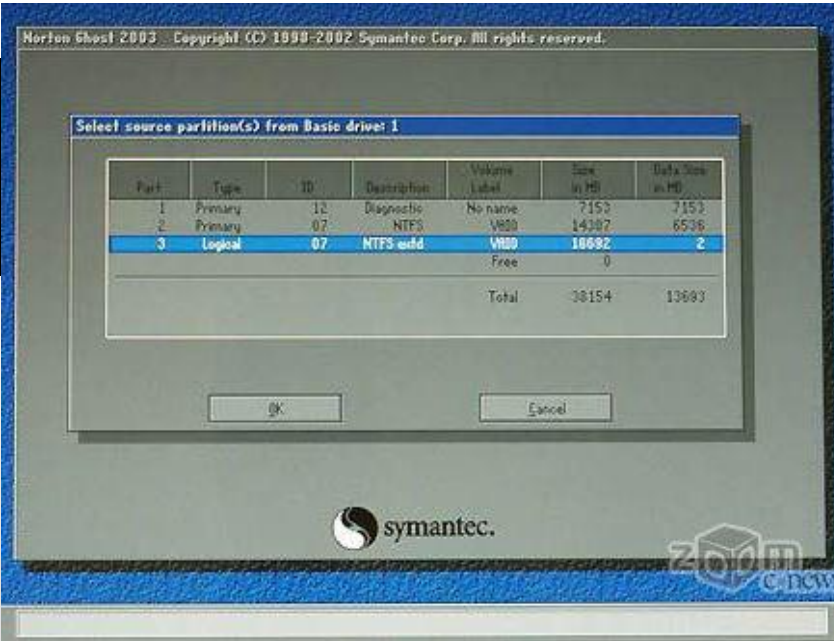 Norton Ghost 2003 Copyright (C) 1998-2002 Symantec Corp. All rights reserved.
Select source partition(s) from Basic drive: 1
Part Type ID Description Volume Label Size in MB Data Size in MB
1 Primary 12 Diagnostic No name 7153 7153
2 Primary 07 NTFS 14307 6536
3 Logical 07 NTFS extd 16692 2
Free 0
Total 38154 13693
OK Cancel
symantec.
zoom
c|new